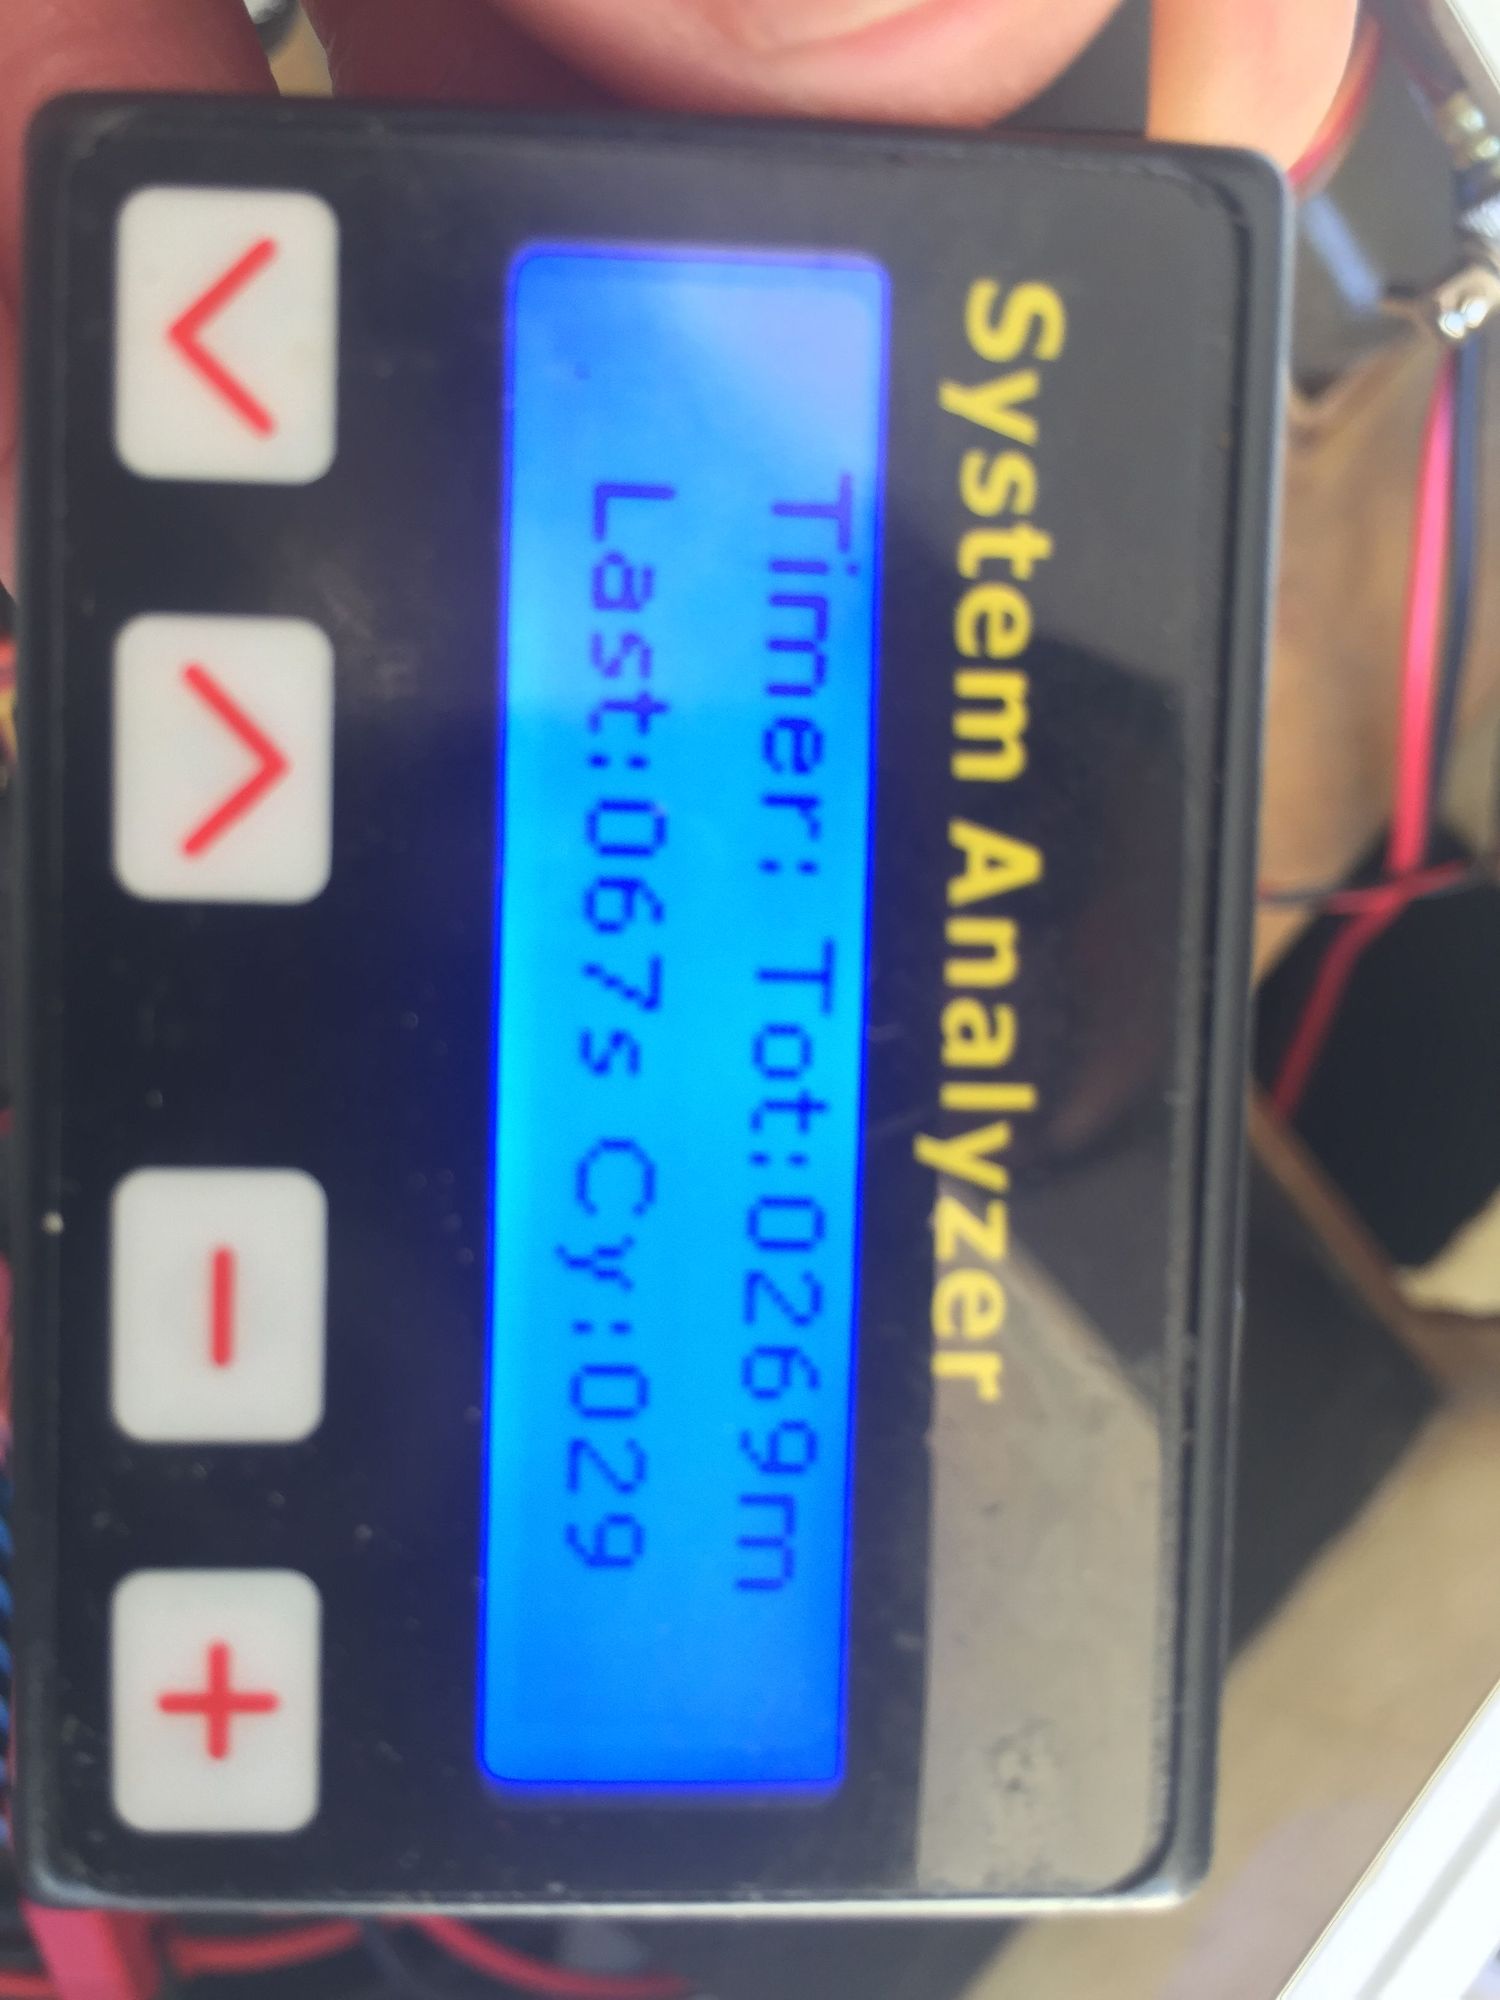 System Analyzer
Timer: Tot:0269m
Last:067s Cy:029